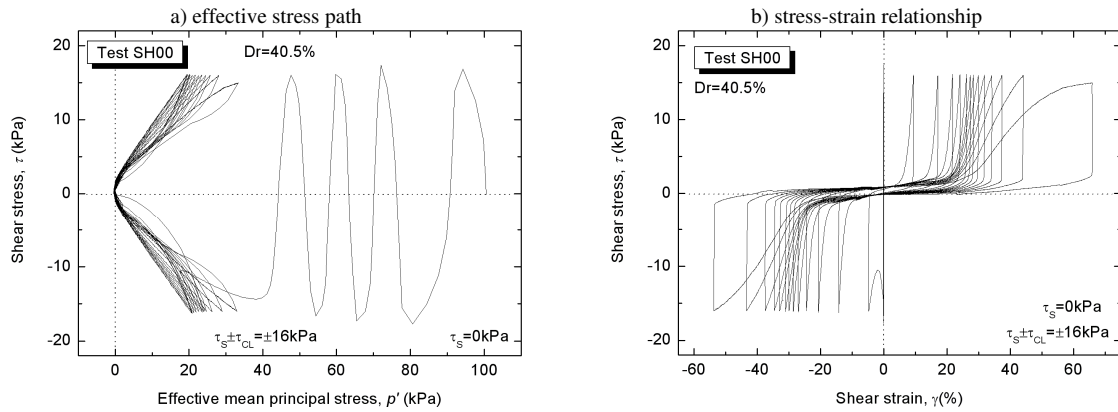 a) effective stress path
Test SH00
Dr=40.5%
20
10
0
-10
-20
Shear stress, τ (kPa)
τS±τCL=±16kPa
τS=0kPa
0 20 40 60 80 100
Effective mean principal stress, p' (kPa)
b) stress-strain relationship
Test SH00
Dr=40.5%
20
10
0
-10
-20
Shear stress, τ (kPa)
τS=0kPa
τS±τCL=±16kPa
-60 -40 -20 0 20 40 60
Shear strain, γ(%)